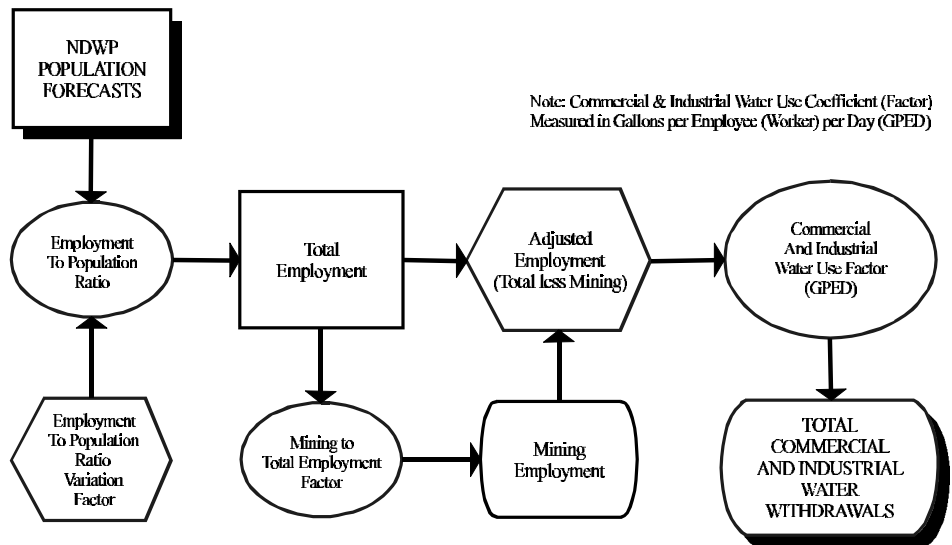 NDWP
POPULATION
FORECASTS
Note: Commercial & Industrial Water Use Coefficient (Factor)
Measured in Gallons per Employee (Worker) per Day (GPED)
Employment
To Population
Ratio
Total
Employment
Adjusted
Employment
(Total less Mining)
Commercial
And Industrial
Water Use Factor
(GPED)
Employment
To Population
Ratio
Variation
Factor
Mining to
Total Employment
Factor
Mining
Employment
TOTAL
COMMERCIAL
AND INDUSTRIAL
WATER
WITHDRAWALS